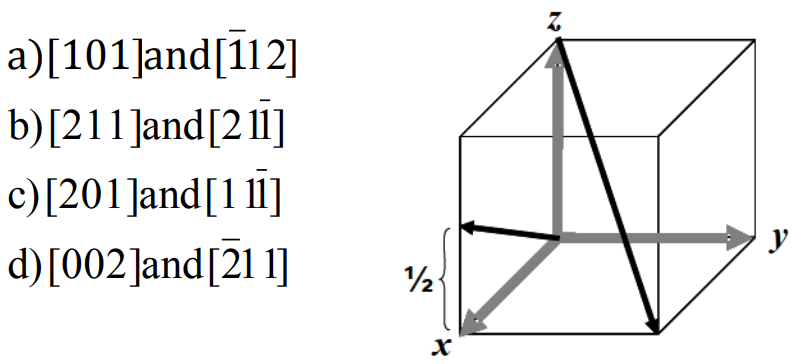 a)[101]and[1̅12]
b)[211]and[211̅]
c)[201]and[111̅]
d)[002]and[2̅11]
z
y
½
x